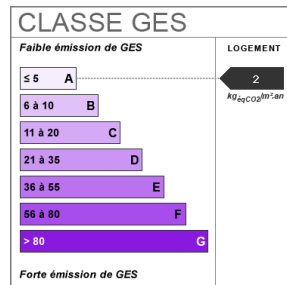 CLASSE GES
Faible émission de GES
LOGEMENT
≤ 5 A
2
kgéqCO2/m².an
6 à 10 B
11 à 20 C
21 à 35 D
36 à 55 E
56 à 80 F
> 80 G
Forte émission de GES